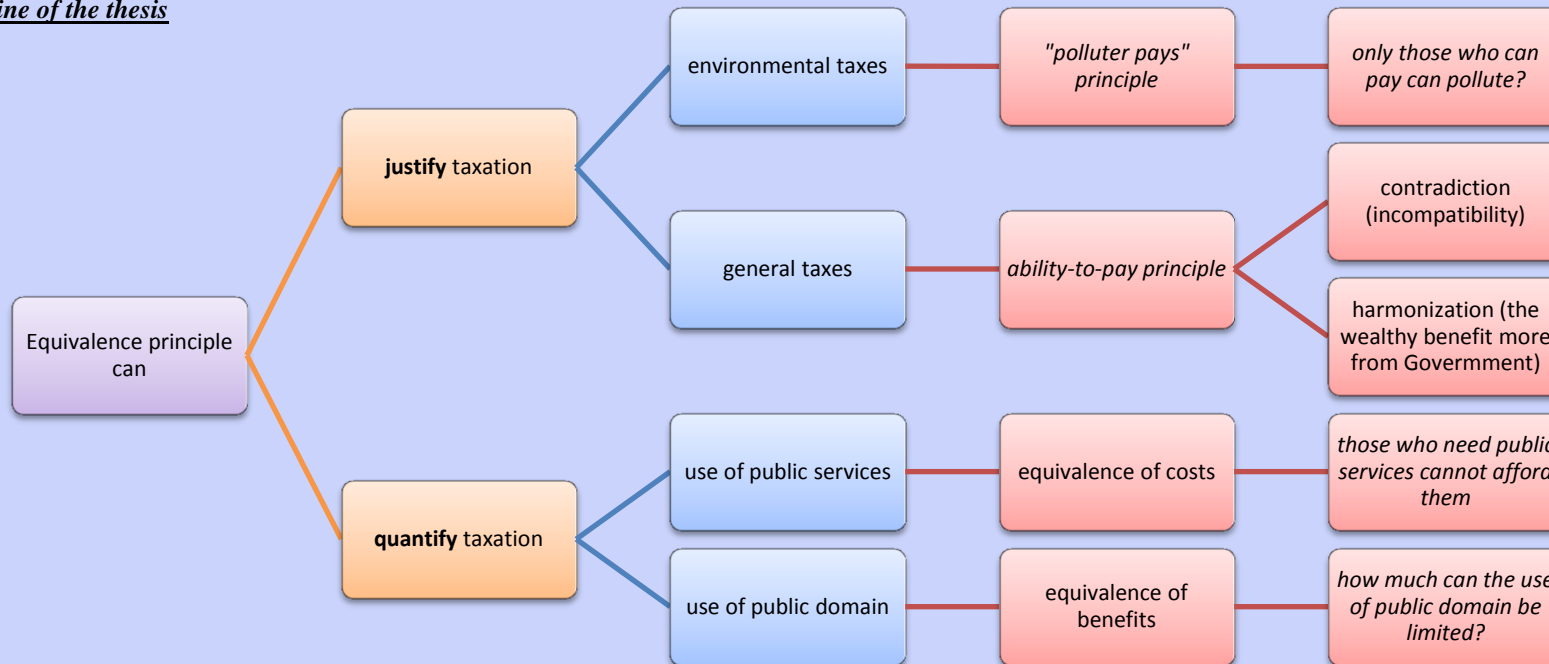 ine of the thesis
environmental taxes
"polluter pays"
principle
only those who can
pay can pollute?
justify taxation
contradiction
(incompatibility)
general taxes
ability-to-pay principle
harmonization (the
wealthy benefit more
from Governmment)
Equivalence principle
can
use of public services
equivalence of costs
those who need public
services cannot afford
them
quantify taxation
use of public domain
equivalence of
benefits
how much can the use
of public domain be
limited?